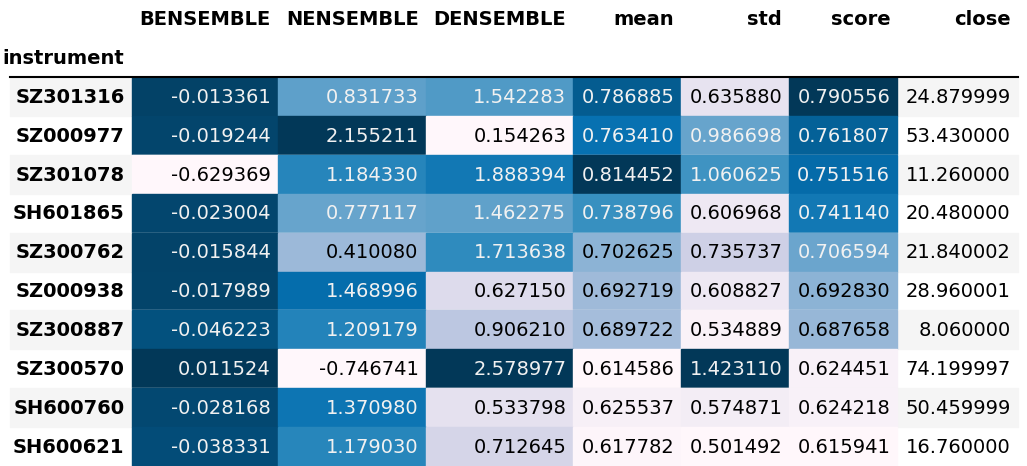 BENSEMBLE NENSEMBLE DENSEMBLE mean std score close
instrument
SZ301316 -0.013361 0.831733 1.542283 0.786885 0.635880 0.790556 24.879999
SZ000977 -0.019244 2.155211 0.154263 0.763410 0.986698 0.761807 53.430000
SZ301078 -0.629369 1.184330 1.888394 0.814452 1.060625 0.751516 11.260000
SH601865 -0.023004 0.777117 1.462275 0.738796 0.606968 0.741140 20.480000
SZ300762 -0.015844 0.410080 1.713638 0.702625 0.735737 0.706594 21.840002
SZ000938 -0.017989 1.468996 0.627150 0.692719 0.608827 0.692830 28.960001
SZ300887 -0.046223 1.209179 0.906210 0.689722 0.534889 0.687658 8.060000
SZ300570 0.011524 -0.746741 2.578977 0.614586 1.423110 0.624451 74.199997
SH600760 -0.028168 1.370980 0.533798 0.625537 0.574871 0.624218 50.459999
SH600621 -0.038331 1.179030 0.712645 0.617782 0.501492 0.615941 16.760000